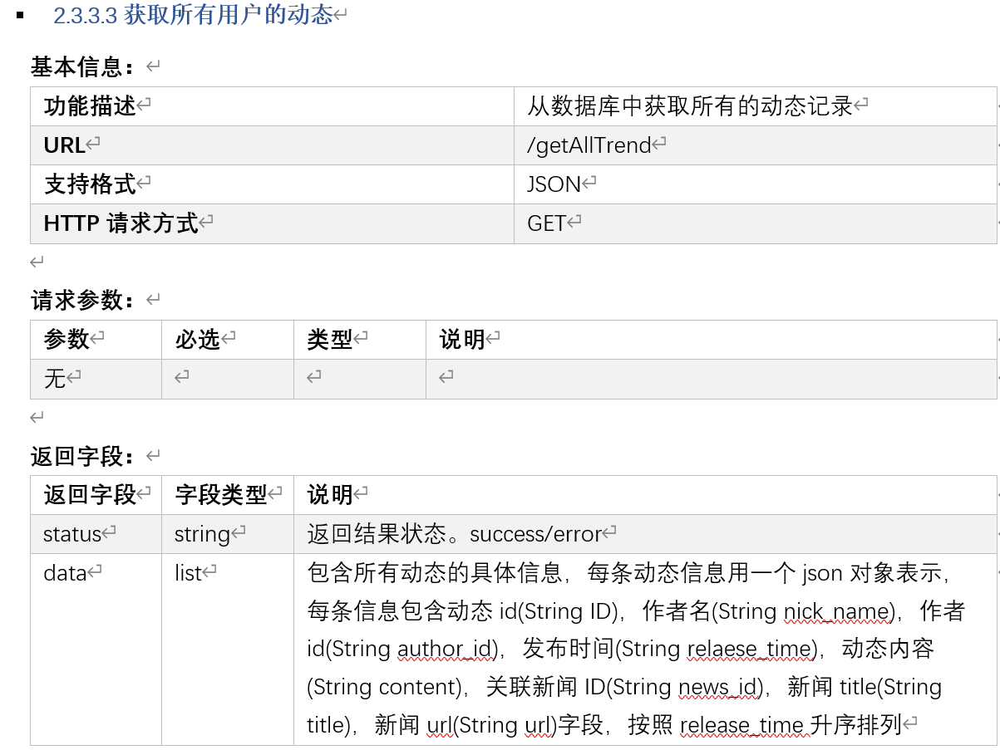 2.3.3.3 获取所有用户的动态
基本信息：
功能描述 从数据库中获取所有的动态记录
URL /getAllTrend
支持格式 JSON
HTTP 请求方式 GET
请求参数：
参数 必选 类型 说明
无
返回字段：
返回字段 字段类型 说明
status string 返回结果状态。success/error
data list 包含所有动态的具体信息，每条动态信息用一个 json 对象表示，
每条信息包含动态 id(String ID)，作者名(String nick_name)，作者
id(String author_id)，发布时间(String relaese_time)，动态内容
(String content)，关联新闻 ID(String news_id)，新闻 title(String
title)，新闻 url(String url)字段，按照 release_time 升序排列